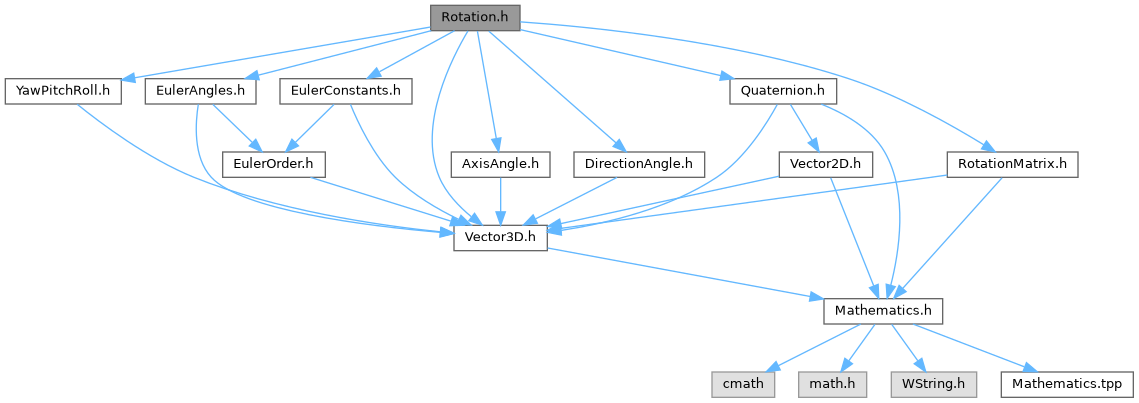 Rotation.h
YawPitchRoll.h
EulerAngles.h
EulerConstants.h
Quaternion.h
EulerOrder.h
AxisAngle.h
DirectionAngle.h
Vector2D.h
RotationMatrix.h
Vector3D.h
Mathematics.h
cmath
math.h
WString.h
Mathematics.tpp